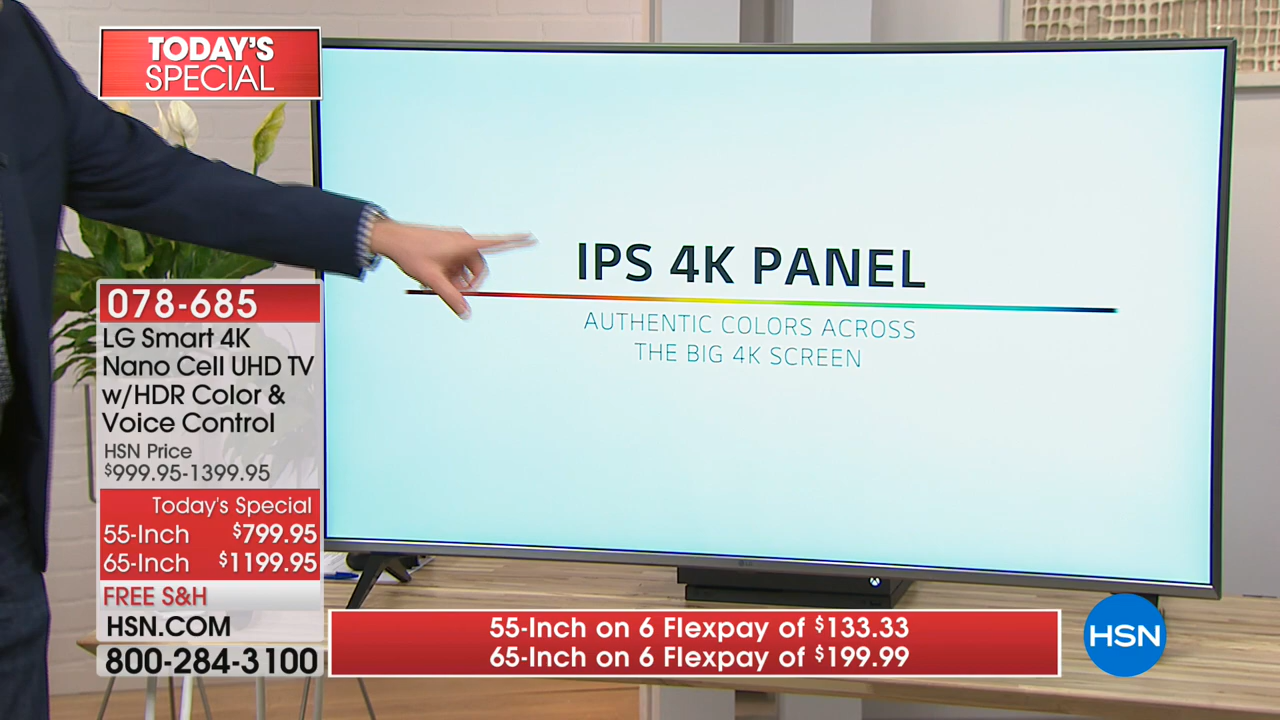 TODAY'S
SPECIAL
IPS 4K PANEL
AUTHENTIC COLORS ACROSS
THE BIG 4K SCREEN
078-685
LG Smart 4K
Nano Cell UHD TV
w/HDR Color &
Voice Control
HSN Price
$999.95-1399.95
Today's Special
55-Inch $799.95
65-Inch $1199.95
FREE S&H
HSN.COM
800-284-3100
55-Inch on 6 Flexpay of $133.33
65-Inch on 6 Flexpay of $199.99
HSN
LG